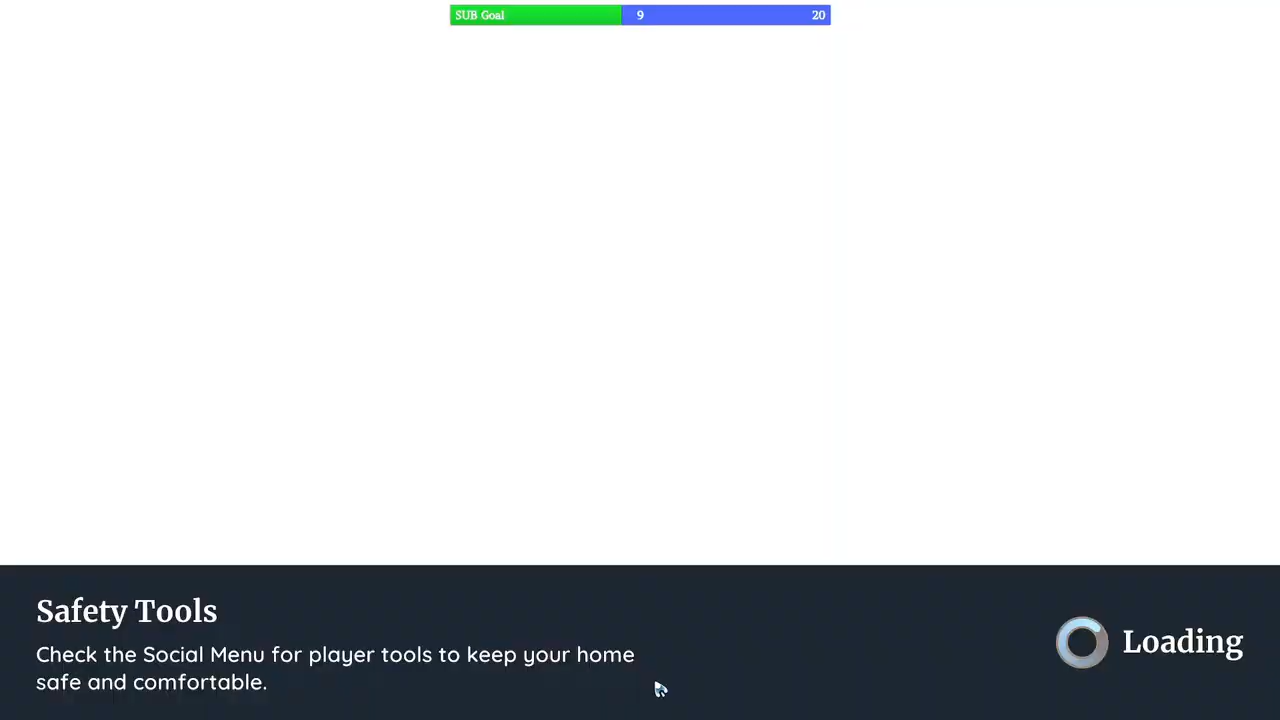 SUB Goal 9 20
Safety Tools
Check the Social Menu for player tools to keep your home
safe and comfortable.
Loading